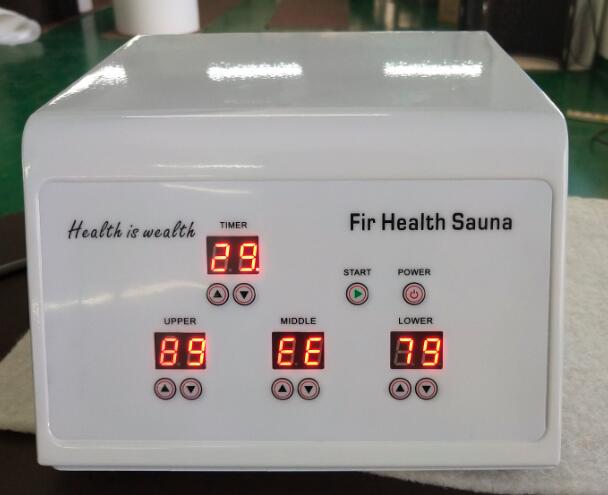 Health is wealth
Fir Health Sauna
TIMER
29
START
POWER
UPPER
MIDDLE
LOWER
89
EE
79